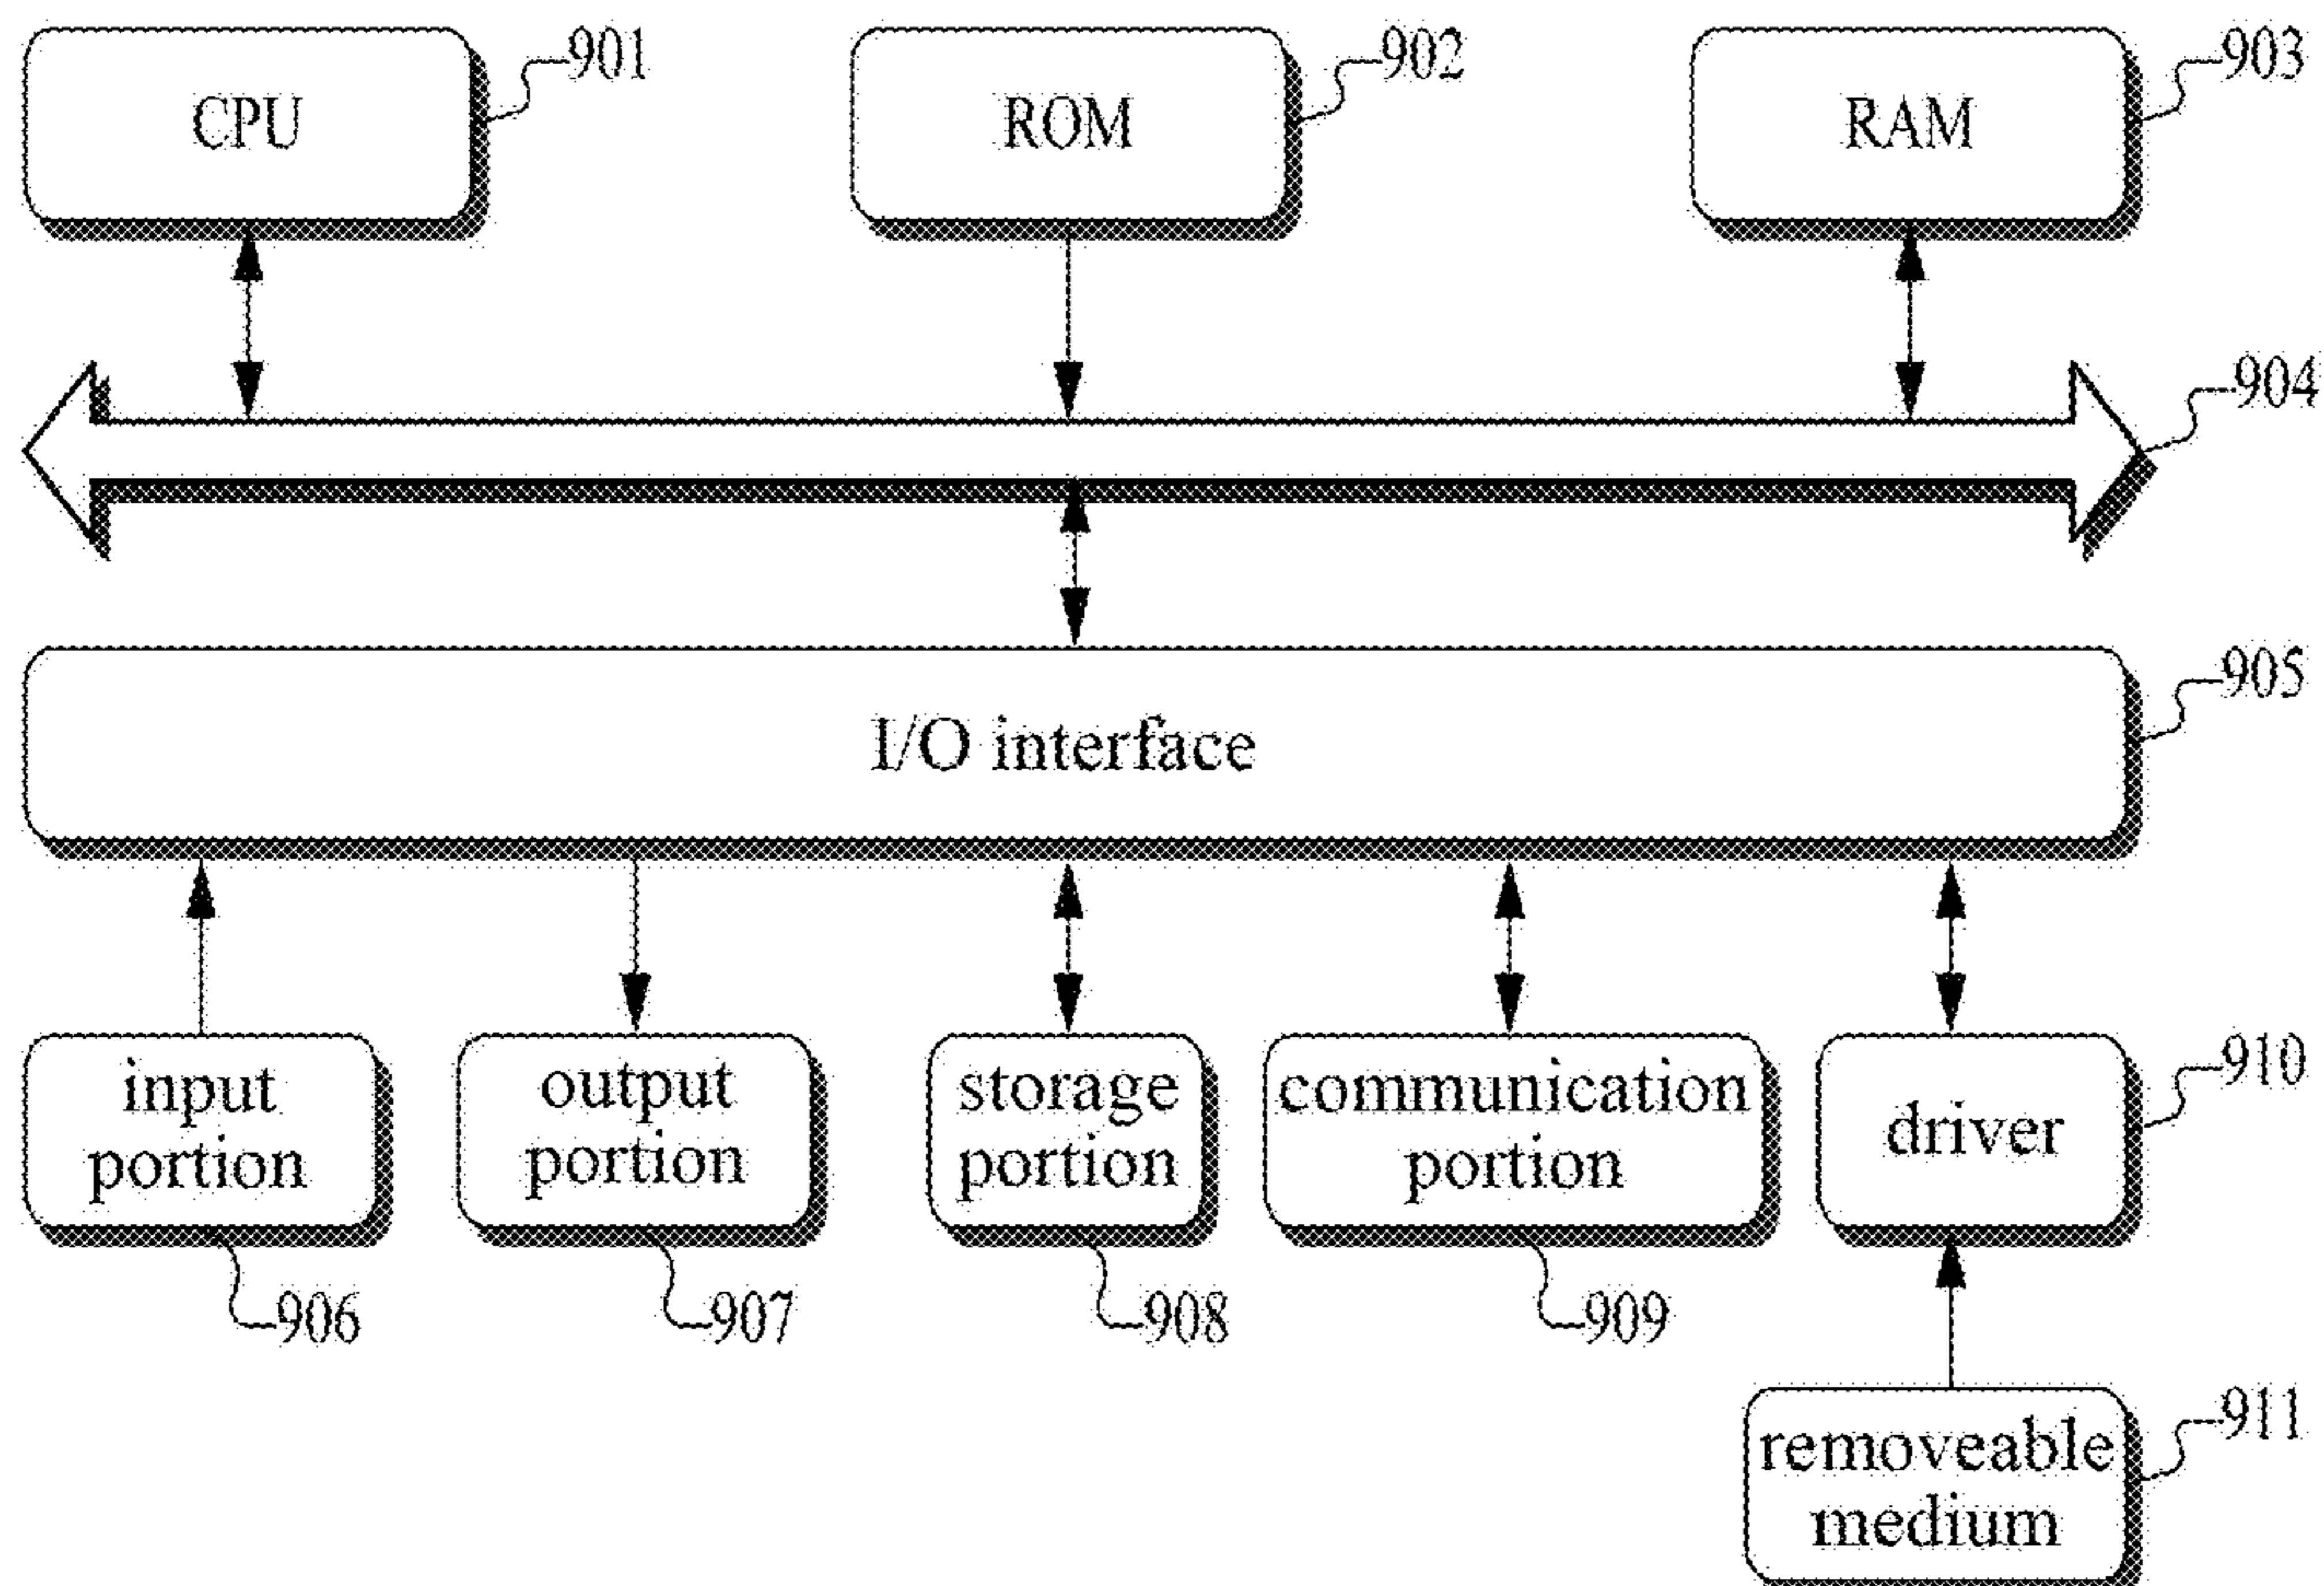 CPU
901
ROM
902
RAM
903
904
I/O interface
905
input
portion
906
output
portion
907
storage
portion
908
communication
portion
909
driver
910
removeable
medium
911